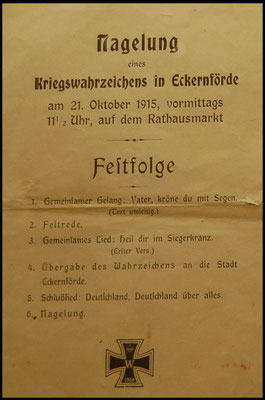 Nagelung
eines
Kriegswahrzeichens in Eckernförde
am 21. Oktober 1915, vormittags
11 1/2 Uhr, auf dem Rathausmarkt
Festfolge
1. Gemeinsamer Gesang: Vater, kröne du mit Segen.
(Text umseitig.)
2. Festrede.
3. Gemeinsames Lied: Heil dir im Siegerkranz.
(Erster Vers.)
4. Übergabe des Wahrzeichens an die Stadt
Eckernförde.
5. Schlußlied: Deutschland, Deutschland über alles.
6. Nagelung.
W